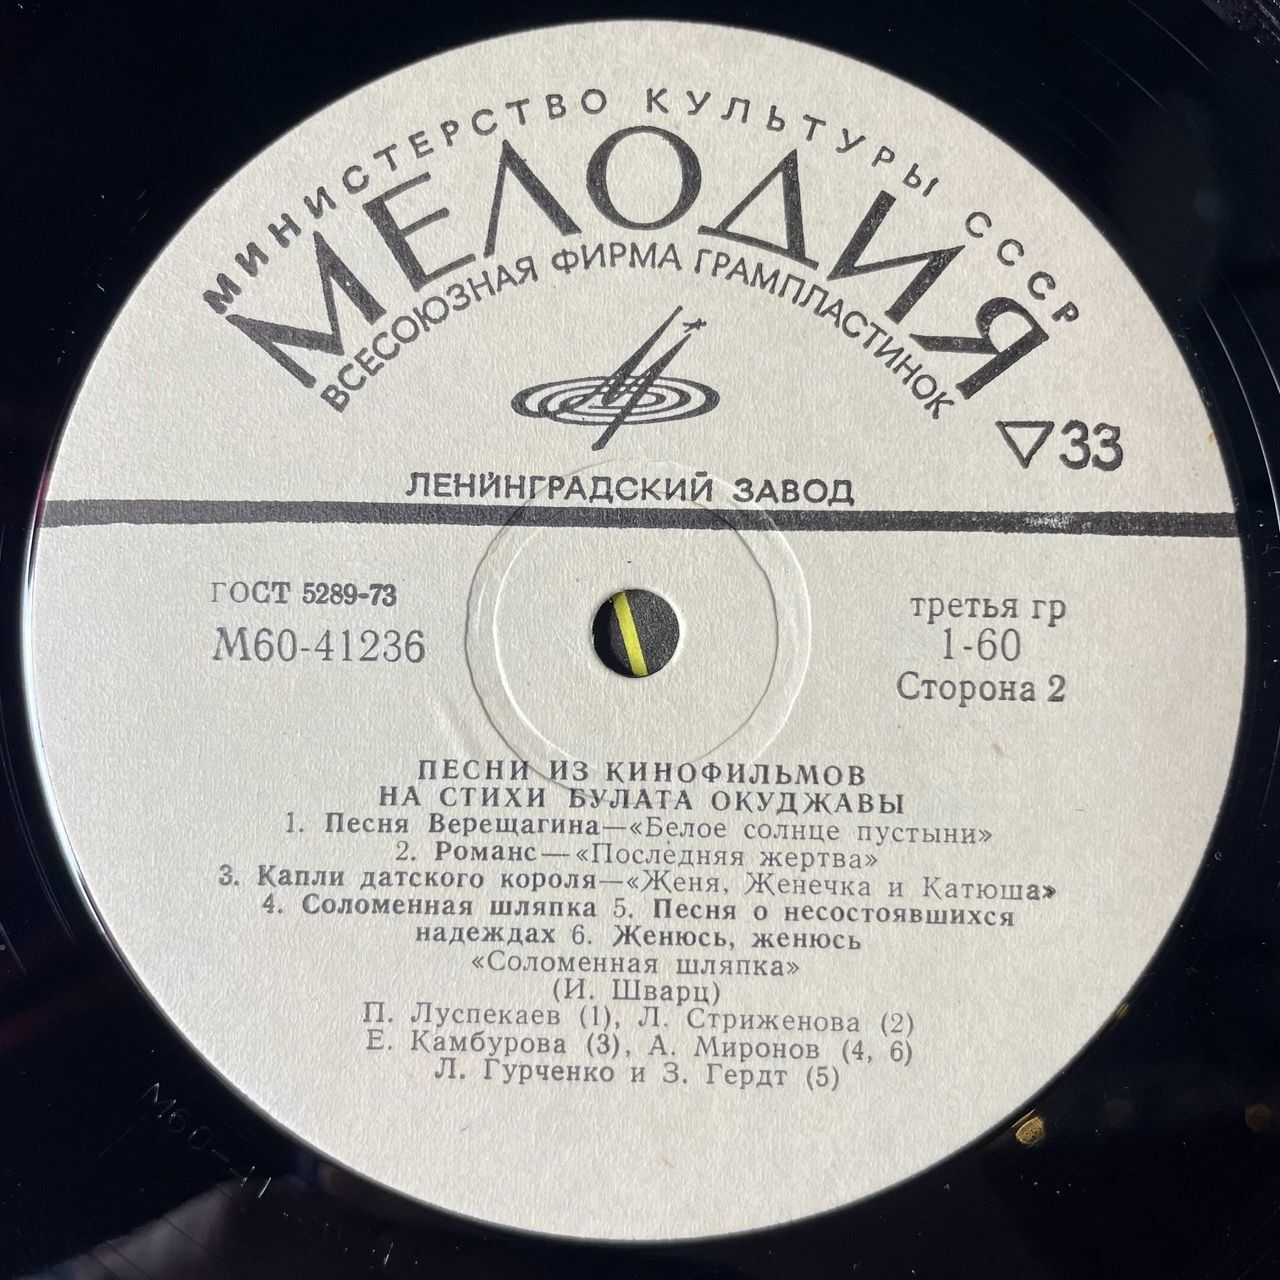 МИНИСТЕРСТВО КУЛЬТУРЫ СССР
МЕЛОДИЯ
ВСЕСОЮЗНАЯ ФИРМА ГРАМПЛАСТИНОК
33
ЛЕНИНГРАДСКИЙ ЗАВОД
ГОСТ 5289-73
М60-41236
третья гр
1-60
Сторона 2
ПЕСНИ ИЗ КИНОФИЛЬМОВ
НА СТИХИ БУЛАТА ОКУДЖАВЫ
1. Песня Верещагина—«Белое солнце пустыни»
2. Романс—«Последняя жертва»
3. Капли датского короля—«Женя, Женечка и Катюша»
4. Соломенная шляпка 5. Песня о несостоявшихся
надеждах 6. Женюсь, женюсь
«Соломенная шляпка»
(И. Шварц)
П. Луспекаев (1), Л. Стриженова (2)
Е. Камбурова (3), А. Миронов (4, 6)
Л. Гурченко и З. Гердт (5)